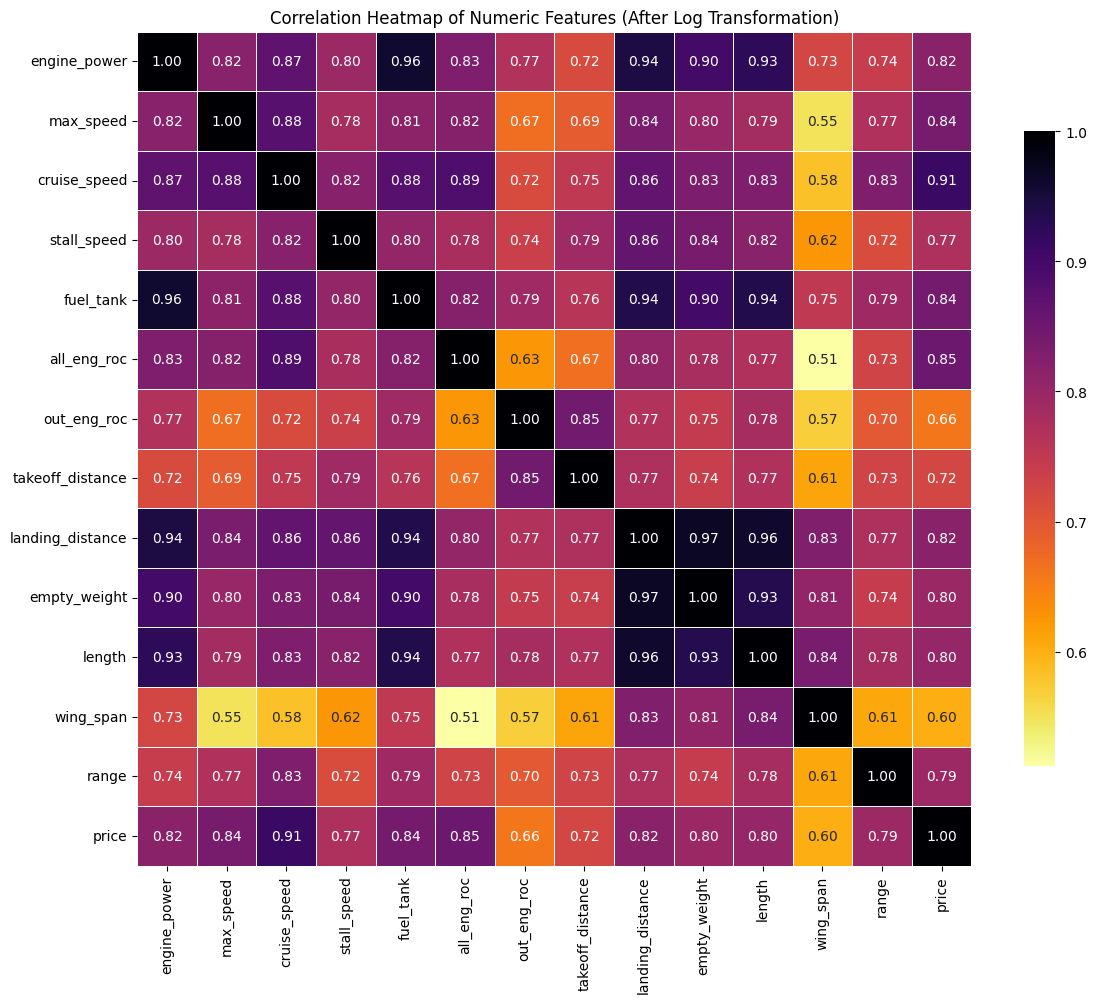 Correlation Heatmap of Numeric Features (After Log Transformation)
engine_power 1.00 0.82 0.87 0.80 0.96 0.83 0.77 0.72 0.94 0.90 0.93 0.73 0.74 0.82
max_speed 0.82 1.00 0.88 0.78 0.81 0.82 0.67 0.69 0.84 0.80 0.79 0.55 0.77 0.84
cruise_speed 0.87 0.88 1.00 0.82 0.88 0.89 0.72 0.75 0.86 0.83 0.83 0.58 0.83 0.91
stall_speed 0.80 0.78 0.82 1.00 0.80 0.78 0.74 0.79 0.86 0.84 0.82 0.62 0.72 0.77
fuel_tank 0.96 0.81 0.88 0.80 1.00 0.82 0.79 0.76 0.94 0.90 0.94 0.75 0.79 0.84
all_eng_roc 0.83 0.82 0.89 0.78 0.82 1.00 0.63 0.67 0.80 0.78 0.77 0.51 0.73 0.85
out_eng_roc 0.77 0.67 0.72 0.74 0.79 0.63 1.00 0.85 0.77 0.75 0.78 0.57 0.70 0.66
takeoff_distance 0.72 0.69 0.75 0.79 0.76 0.67 0.85 1.00 0.77 0.74 0.77 0.61 0.73 0.72
landing_distance 0.94 0.84 0.86 0.86 0.94 0.80 0.77 0.77 1.00 0.97 0.96 0.83 0.77 0.82
empty_weight 0.90 0.80 0.83 0.84 0.90 0.78 0.75 0.74 0.97 1.00 0.93 0.81 0.74 0.80
length 0.93 0.79 0.83 0.82 0.94 0.77 0.78 0.77 0.96 0.93 1.00 0.84 0.78 0.80
wing_span 0.73 0.55 0.58 0.62 0.75 0.51 0.57 0.61 0.83 0.81 0.84 1.00 0.61 0.60
range 0.74 0.77 0.83 0.72 0.79 0.73 0.70 0.73 0.77 0.74 0.78 0.61 1.00 0.79
price 0.82 0.84 0.91 0.77 0.84 0.85 0.66 0.72 0.82 0.80 0.80 0.60 0.79 1.00
engine_power
max_speed
cruise_speed
stall_speed
fuel_tank
all_eng_roc
out_eng_roc
takeoff_distance
landing_distance
empty_weight
length
wing_span
range
price
1.0
0.9
0.8
0.7
0.6